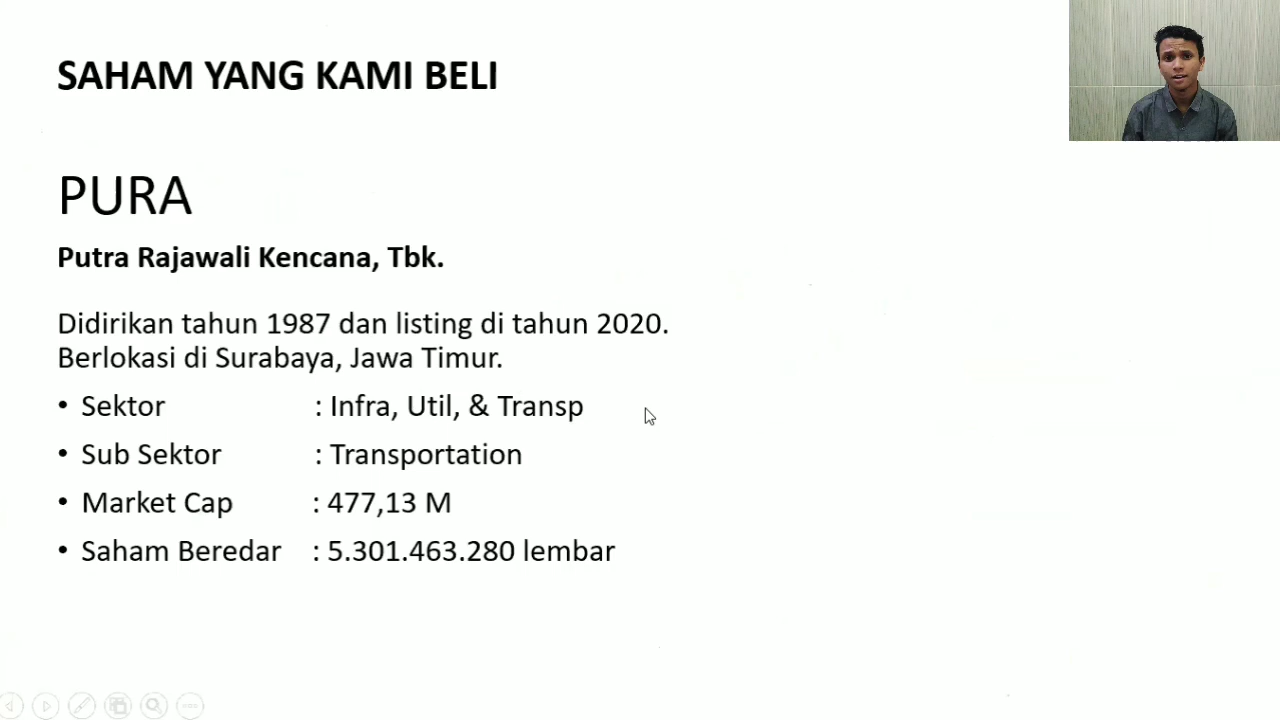 SAHAM YANG KAMI BELI
PURA
Putra Rajawali Kencana, Tbk.
Didirikan tahun 1987 dan listing di tahun 2020.
Berlokasi di Surabaya, Jawa Timur.
• Sektor : Infra, Util, & Transp
• Sub Sektor : Transportation
• Market Cap : 477,13 M
• Saham Beredar : 5.301.463.280 lembar